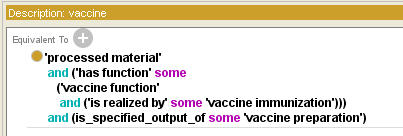 Description: vaccine
Equivalent To
'processed material'
and ('has function' some
('vaccine function'
and ('is realized by' some 'vaccine immunization')))
and (is_specified_output_of some 'vaccine preparation')